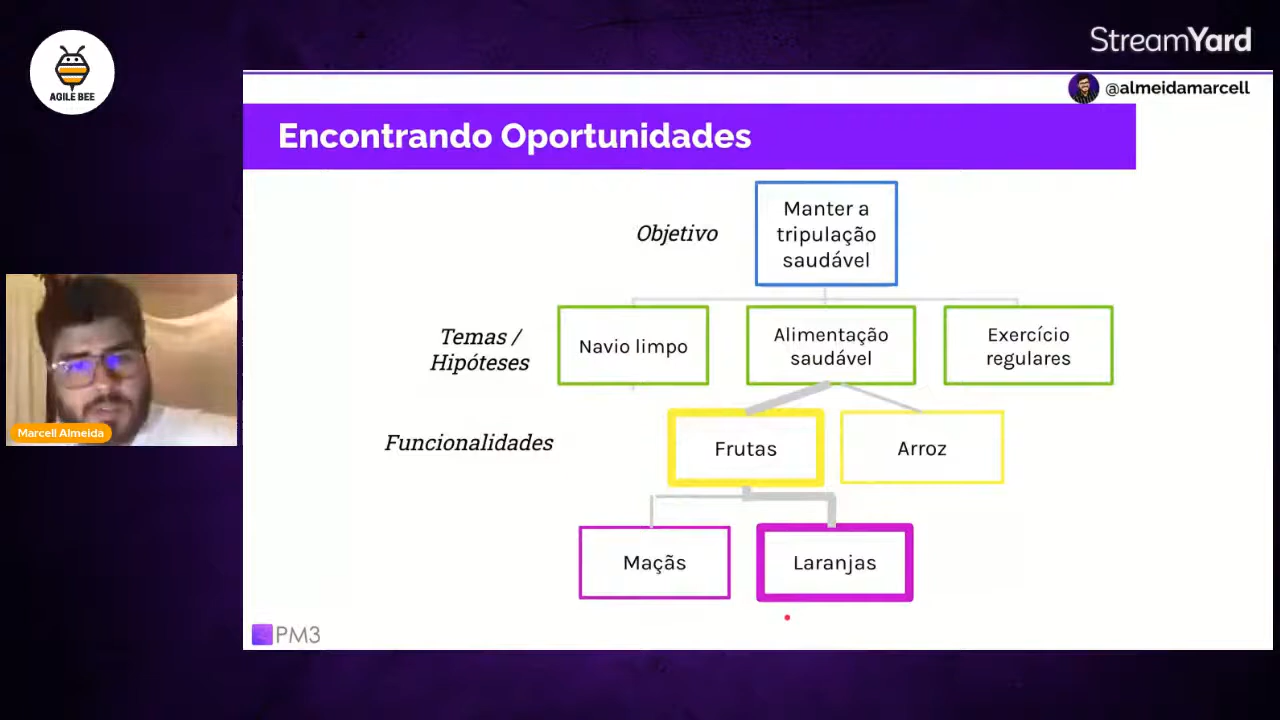 StreamYard
AGILE BEE
@almeidamarcell
Encontrando Oportunidades
Objetivo
Manter a
tripulação
saudável
Temas /
Hipóteses
Navio limpo
Alimentação
saudável
Exercício
regulares
Funcionalidades
Frutas
Arroz
Maçãs
Laranjas
Marcell Almeida
PM3